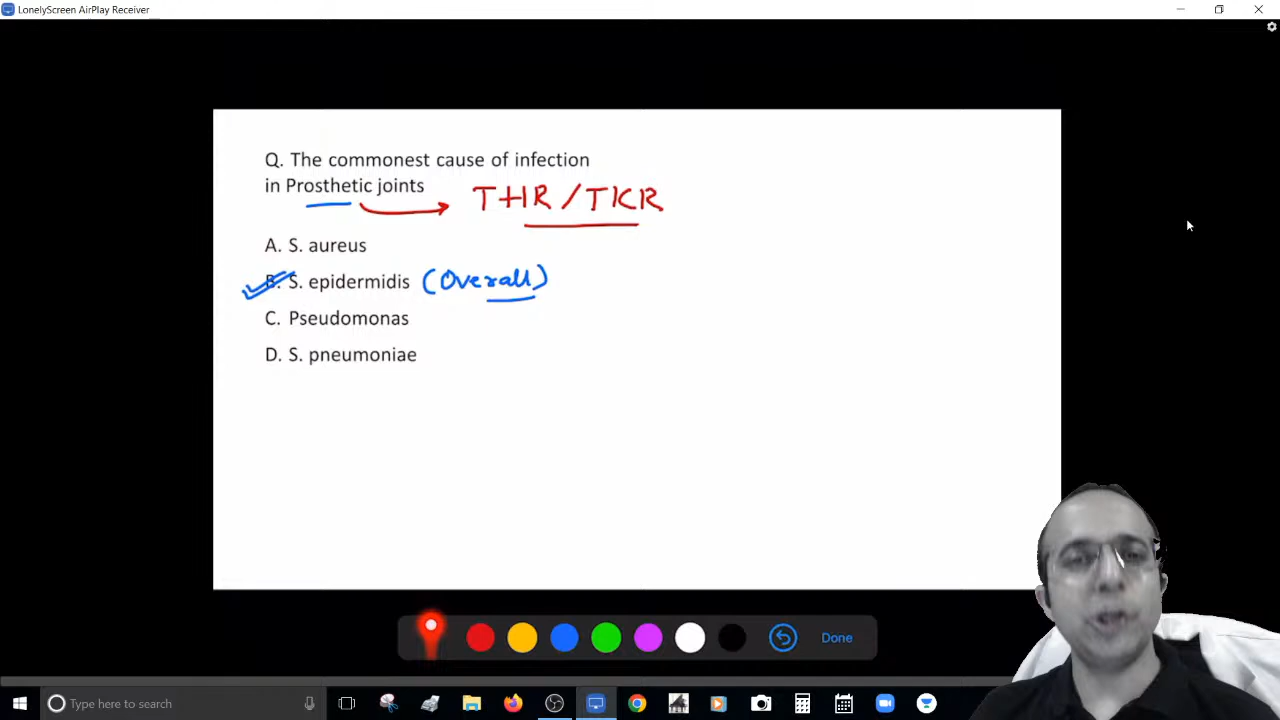 LonelyScreen AirPlay Receiver
Q. The commonest cause of infection
in Prosthetic joints THR/TKR
A. S. aureus
B. S. epidermidis (Overall)
C. Pseudomonas
D. S. pneumoniae
Done
Type here to search